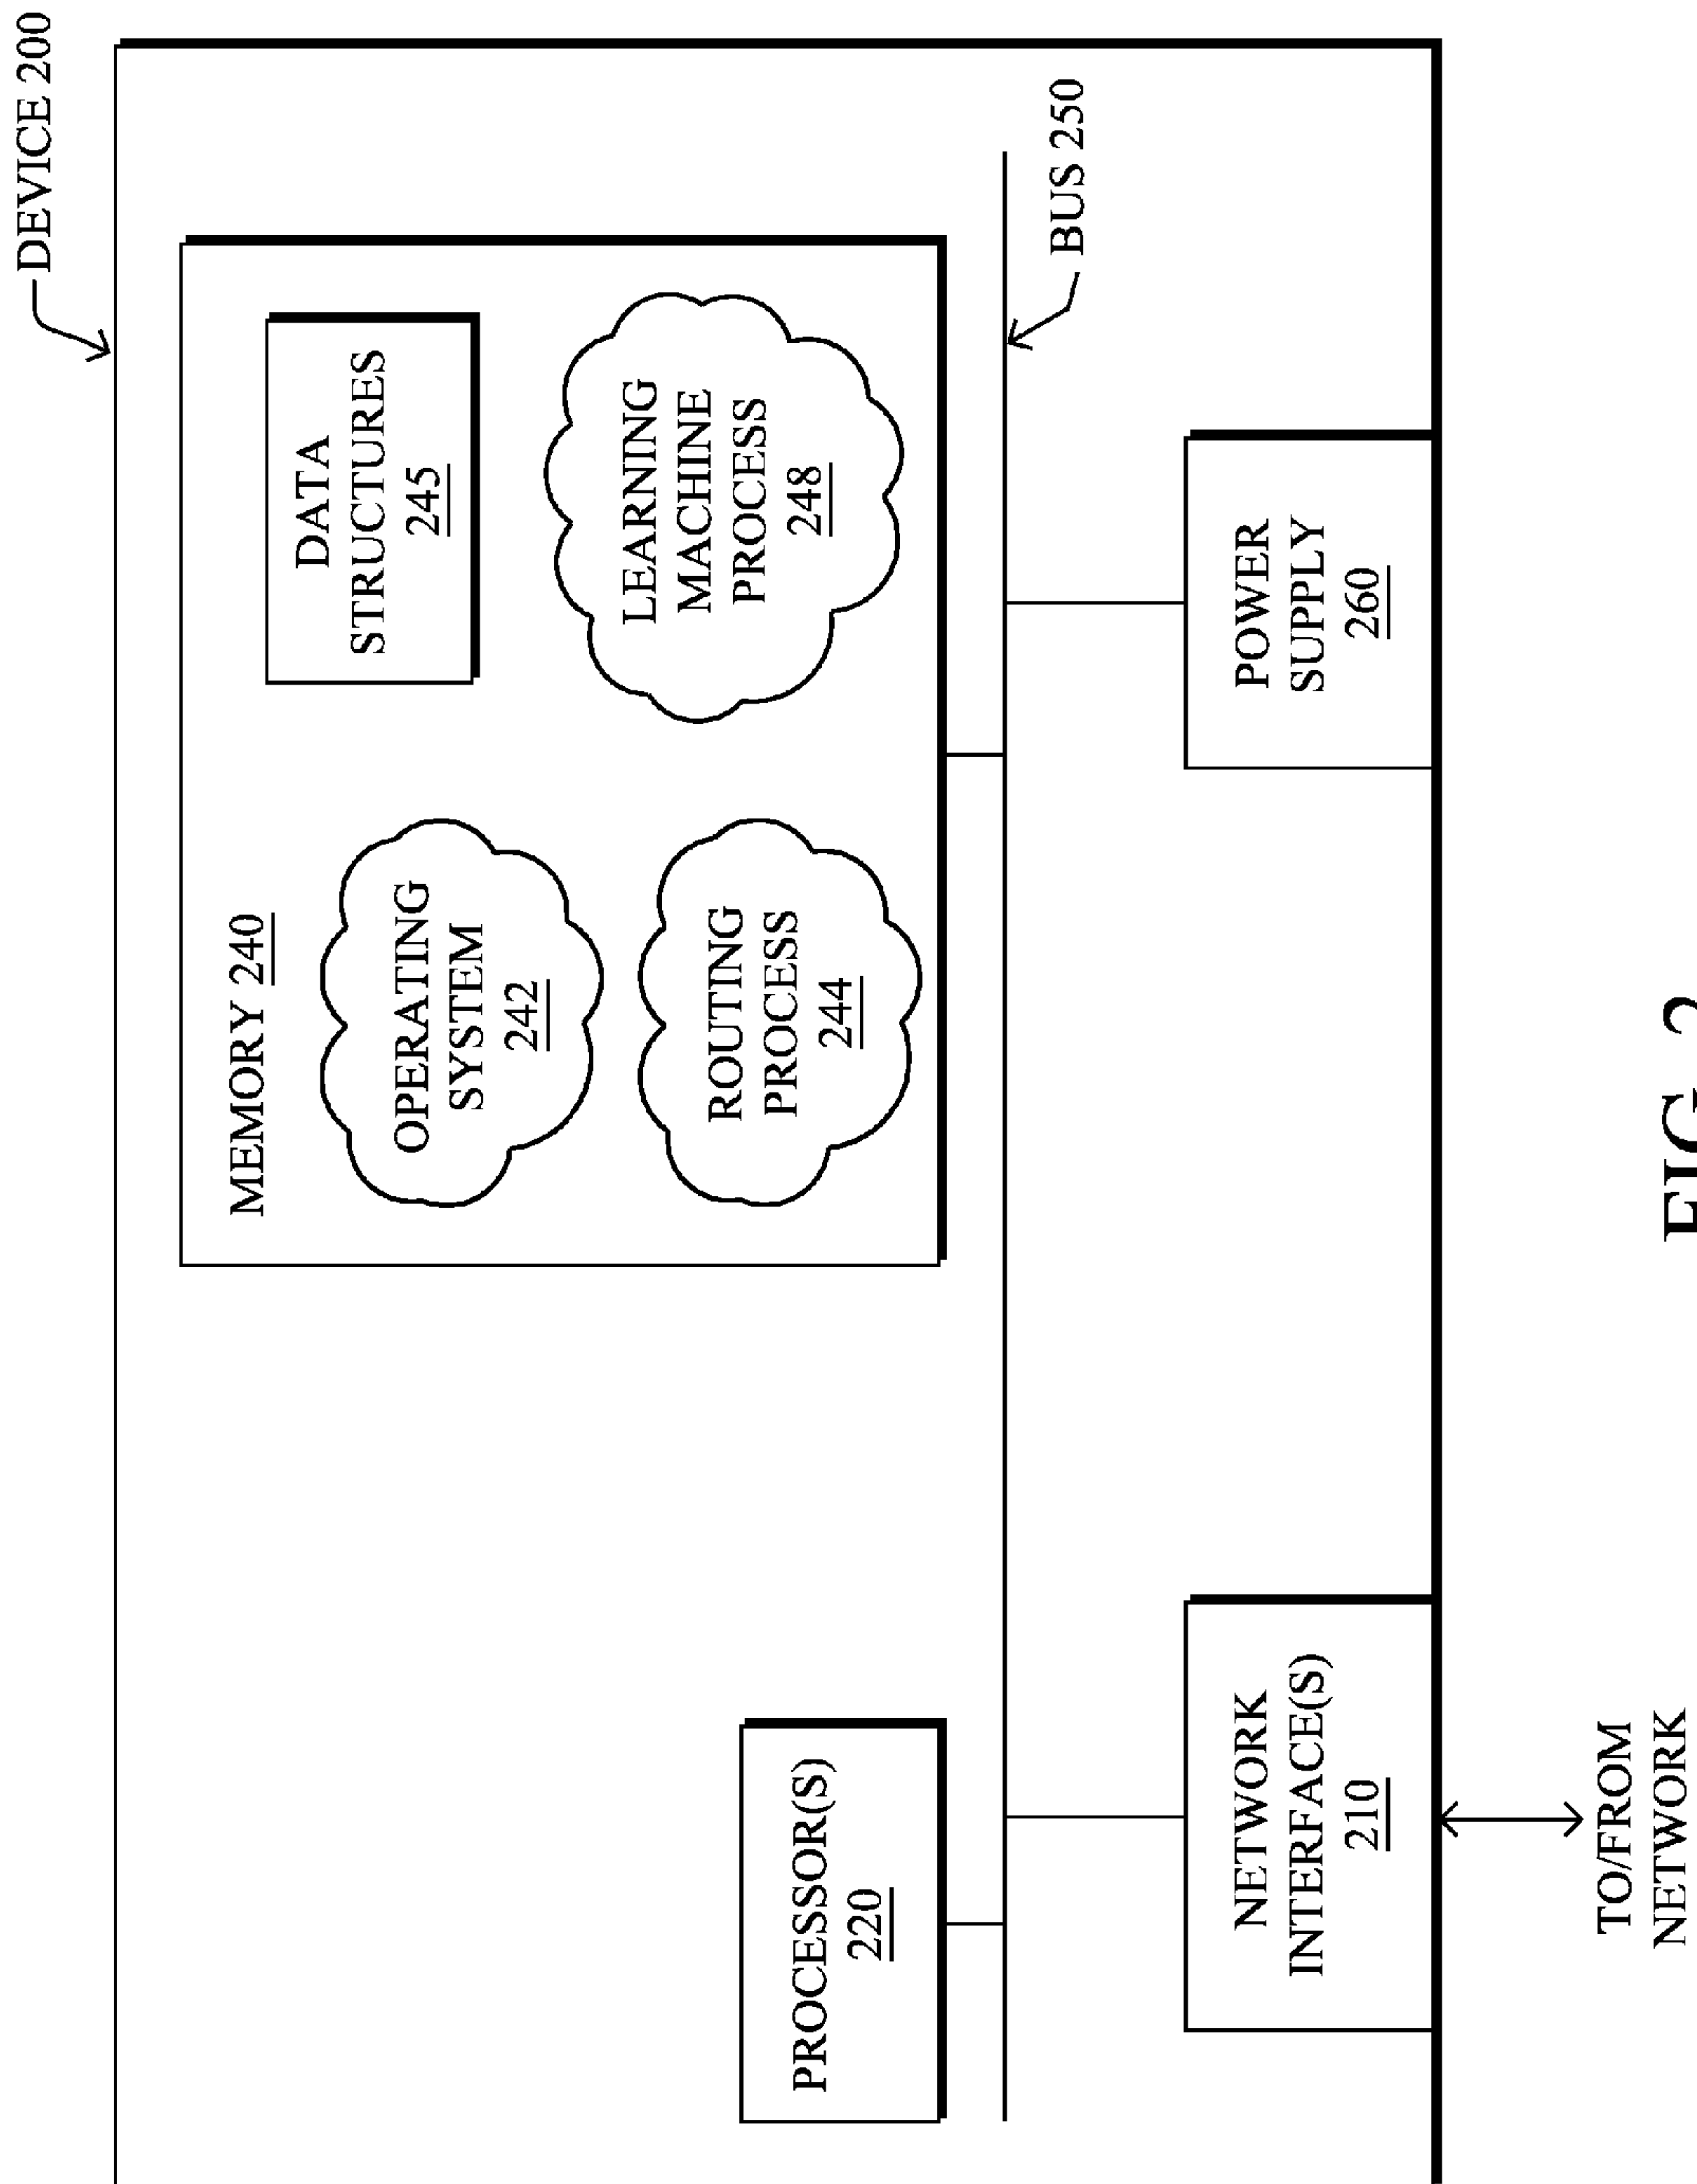 DEVICE 200
MEMORY 240
OPERATING
SYSTEM
242
DATA
STRUCTURES
245
ROUTING
PROCESS
244
LEARNING
MACHINE
PROCESS
248
PROCESSOR(S)
220
BUS 250
NETWORK
INTERFACE(S)
210
POWER
SUPPLY
260
TO/FROM
NETWORK
FIG. 2